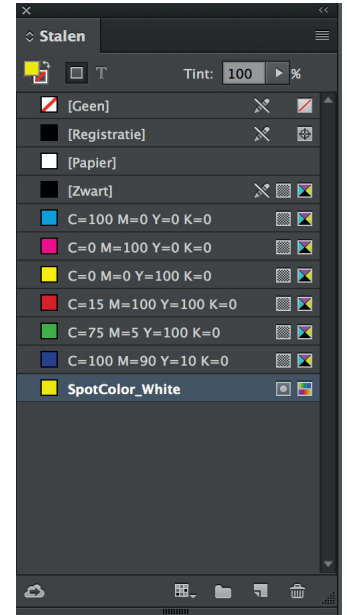 Stalen
T Tint: 100 %
[Geen]
[Registratie]
[Papier]
[Zwart]
C=100 M=0 Y=0 K=0
C=0 M=100 Y=0 K=0
C=0 M=0 Y=100 K=0
C=15 M=100 Y=100 K=0
C=75 M=5 Y=100 K=0
C=100 M=90 Y=10 K=0
SpotColor_White